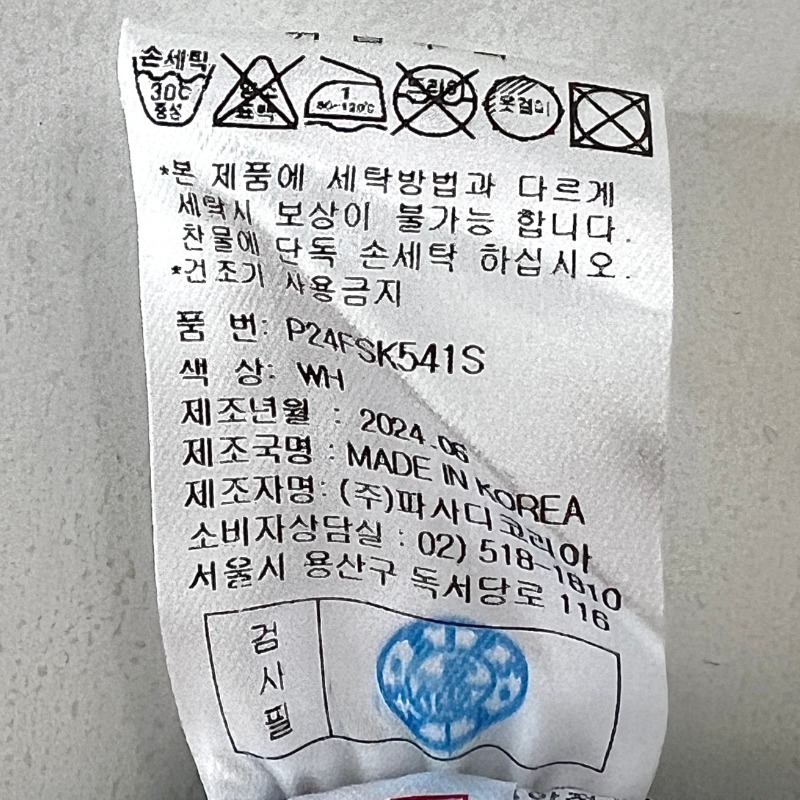 손세탁
30℃
중성
염소
표백
1
80~120℃
드라이
옷걸이
*본 제품에 세탁방법과 다르게
세탁시 보상이 불가능 합니다.
찬물에 단독 손세탁 하십시오.
*건조기 사용금지
품 번: P24FSK541S
색 상: WH
제조년월 : 2024.06
제조국명 : MADE IN KOREA
제조자명: (주)파사디코리아
소비자상담실 : 02) 518-1810
서울시 용산구 독서당로 116
검사필